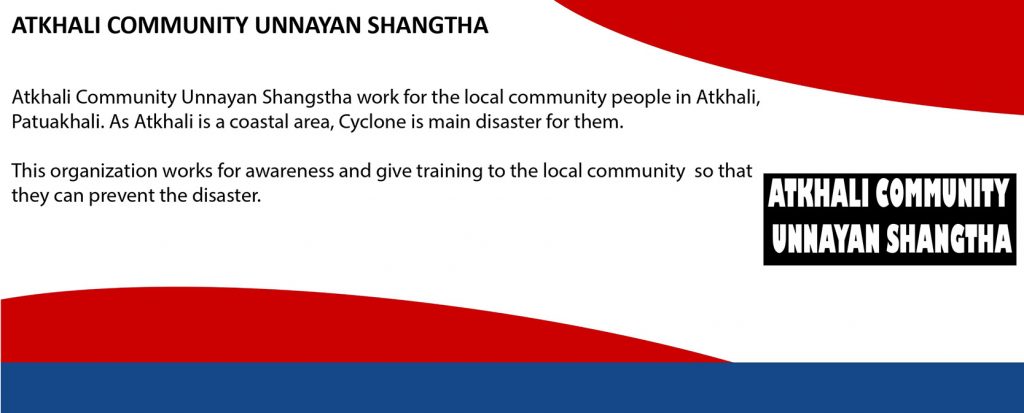 ATKHALI COMMUNITY UNNAYAN SHANGTHA
Atkhali Community Unnayan Shangstha work for the local community people in Atkhali,
Patuakhali. As Atkhali is a coastal area, Cyclone is main disaster for them.
This organization works for awareness and give training to the local community  so that
they can prevent the disaster.
ATKHALI COMMUNITY
UNNAYAN SHANGTHA